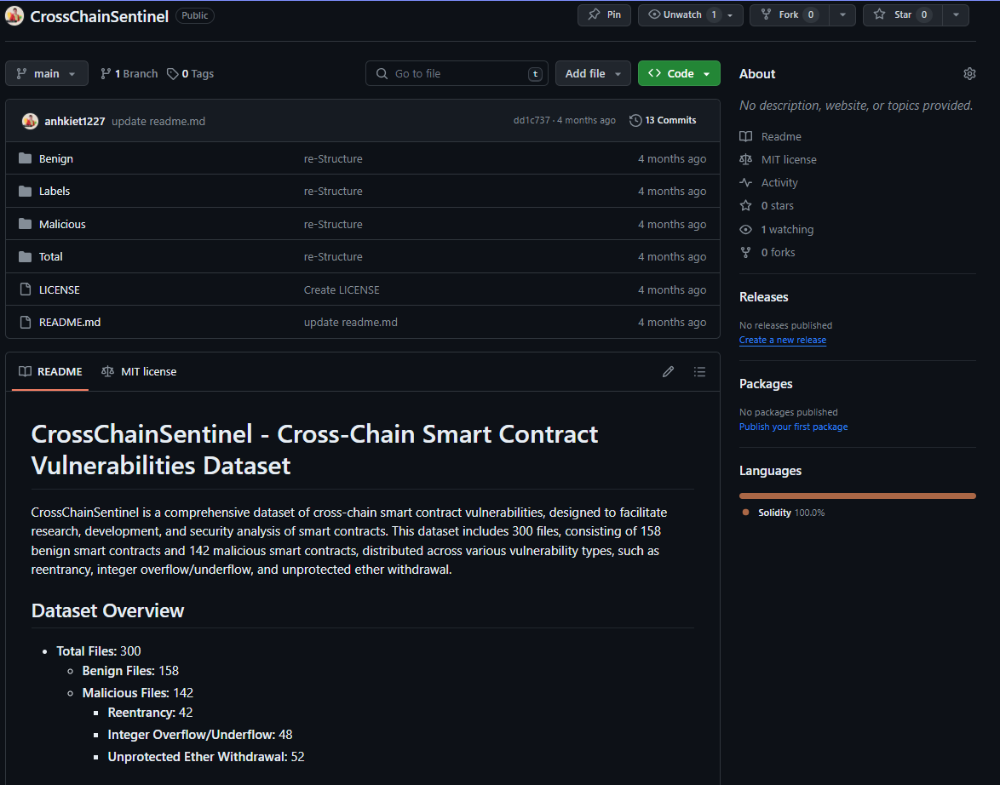 CrossChainSentinel Public
Pin
Unwatch 1
Fork 0
Star 0
main
1 Branch
0 Tags
Go to file
t
Add file
Code
anhkiet1227 update readme.md
dd1c737 · 4 months ago
13 Commits
Benign re-Structure 4 months ago
Labels re-Structure 4 months ago
Malicious re-Structure 4 months ago
Total re-Structure 4 months ago
LICENSE Create LICENSE 4 months ago
README.md update readme.md 4 months ago
README
MIT license
CrossChainSentinel - Cross-Chain Smart Contract
Vulnerabilities Dataset
CrossChainSentinel is a comprehensive dataset of cross-chain smart contract vulnerabilities, designed to facilitate
research, development, and security analysis of smart contracts. This dataset includes 300 files, consisting of 158
benign smart contracts and 142 malicious smart contracts, distributed across various vulnerability types, such as
reentrancy, integer overflow/underflow, and unprotected ether withdrawal.
Dataset Overview
• Total Files: 300
Benign Files: 158
Malicious Files: 142
Reentrancy: 42
Integer Overflow/Underflow: 48
Unprotected Ether Withdrawal: 52
About
No description, website, or topics provided.
Readme
MIT license
Activity
0 stars
1 watching
0 forks
Releases
No releases published
Create a new release
Packages
No packages published
Publish your first package
Languages
Solidity 100.0%